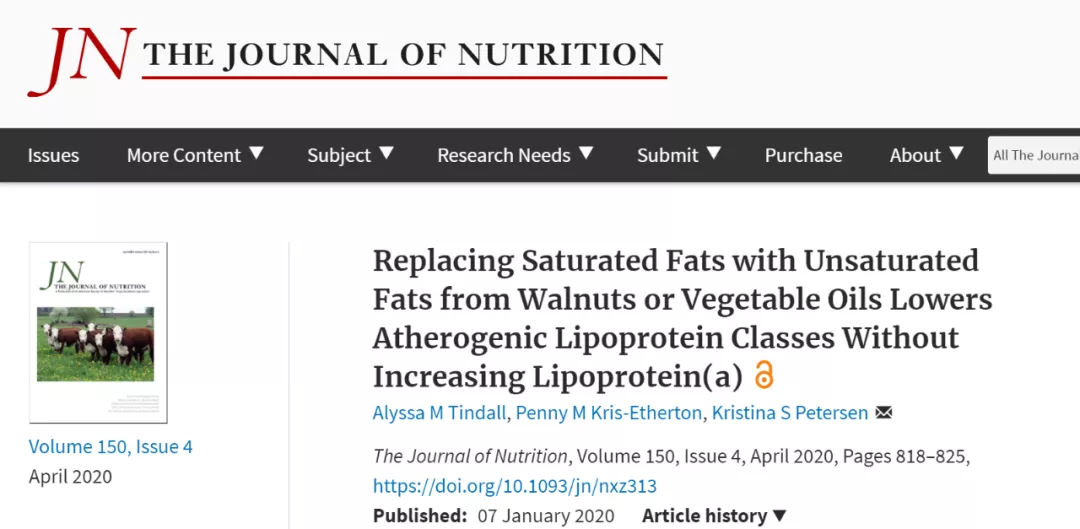 JN THE JOURNAL OF NUTRITION
Issues More Content ▼ Subject ▼ Research Needs ▼ Submit ▼ Purchase About ▼ All The Journa
JN
THE JOURNAL OF NUTRITION
Volume 150, Issue 4
April 2020
Replacing Saturated Fats with Unsaturated
Fats from Walnuts or Vegetable Oils Lowers
Atherogenic Lipoprotein Classes Without
Increasing Lipoprotein(a)
Alyssa M Tindall, Penny M Kris-Etherton, Kristina S Petersen
The Journal of Nutrition, Volume 150, Issue 4, April 2020, Pages 818–825,
https://doi.org/10.1093/jn/nxz313
Published: 07 January 2020 Article history ▼